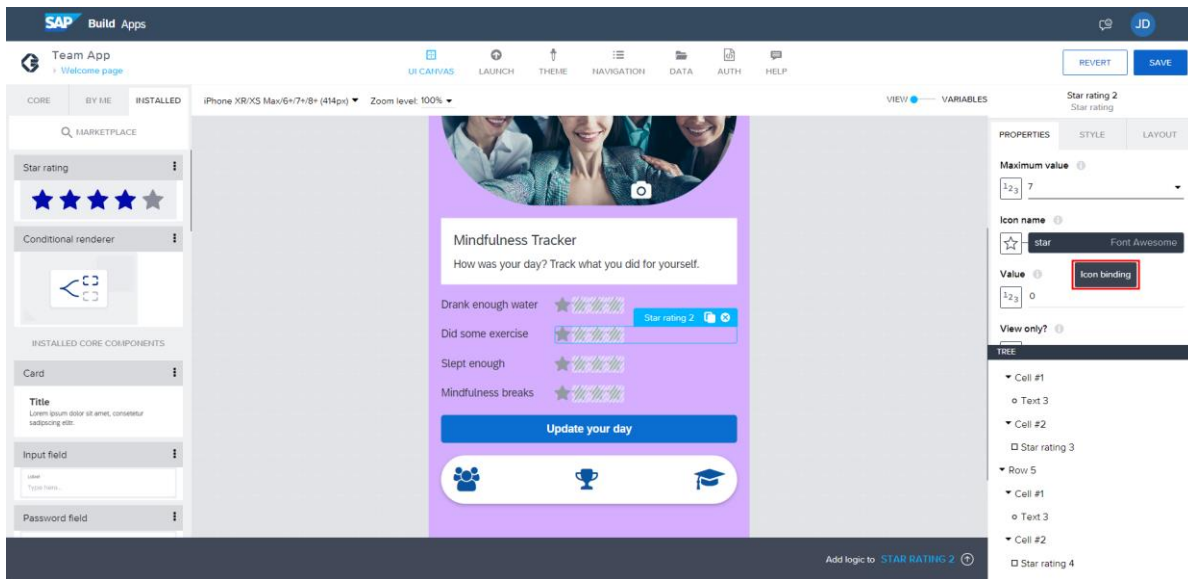 SAP Build Apps
JD
Team App
> Welcome page
UI CANVAS
LAUNCH
THEME
NAVIGATION
DATA
AUTH
HELP
REVERT
SAVE
CORE
BY ME
INSTALLED
iPhone XR/XS Max/6+/7+/8+ (414px)
Zoom level: 100%
VIEW
VARIABLES
Star rating 2
Star rating
MARKETPLACE
Star rating
Conditional renderer
INSTALLED CORE COMPONENTS
Card
Title
Lorem ipsum dolor sit amet, consetetur
sadipscing elitr.
Input field
Label
Type here..
Password field
Mindfulness Tracker
How was your day? Track what you did for yourself.
Drank enough water
Star rating 2
Did some exercise
Slept enough
Mindfulness breaks
Update your day
Add logic to STAR RATING 2
PROPERTIES
STYLE
LAYOUT
Maximum value
123 7
Icon name
star Font Awesome
Value
Icon binding
123 0
View only?
TREE
Cell #1
Text 3
Cell #2
Star rating 3
Row 5
Cell #1
Text 3
Cell #2
Star rating 4